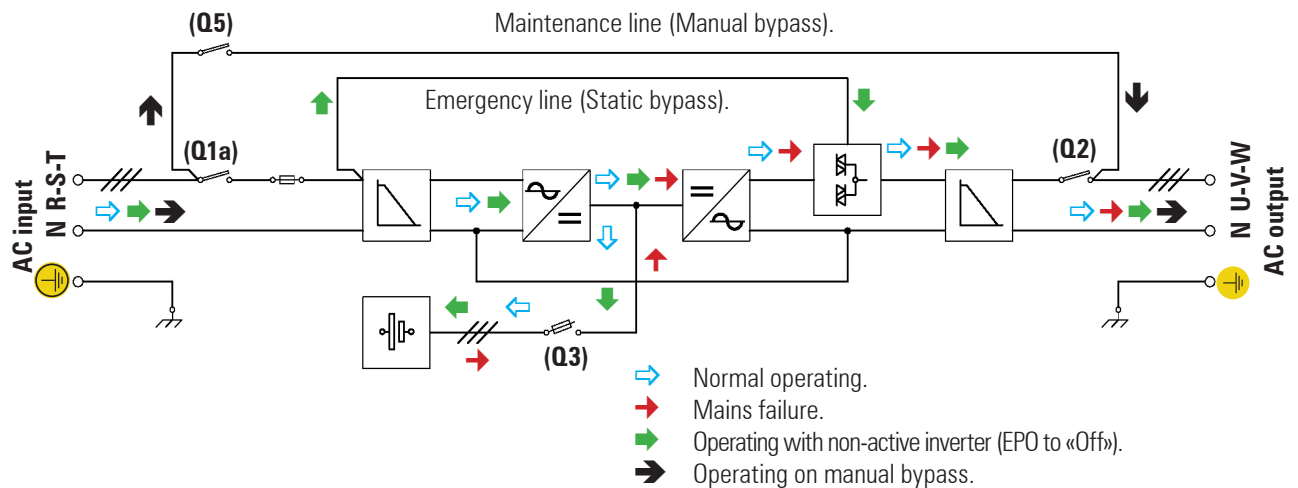 (Q5)
Maintenance line (Manual bypass).
Emergency line (Static bypass).
(Q1a)
(Q2)
AC input
N R-S-T
N U-V-W
AC output
(Q3)
Normal operating.
Mains failure.
Operating with non-active inverter (EPO to «Off»).
Operating on manual bypass.